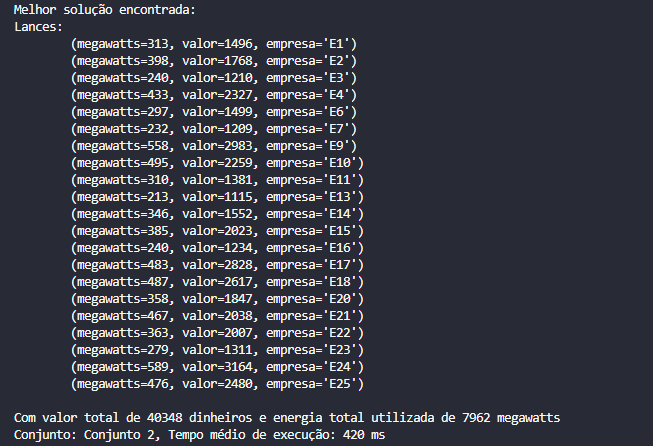 Melhor solução encontrada:
Lances:
(megawatts=313, valor=1496, empresa='E1')
(megawatts=398, valor=1768, empresa='E2')
(megawatts=240, valor=1210, empresa='E3')
(megawatts=433, valor=2327, empresa='E4')
(megawatts=297, valor=1499, empresa='E6')
(megawatts=232, valor=1209, empresa='E7')
(megawatts=558, valor=2983, empresa='E9')
(megawatts=495, valor=2259, empresa='E10')
(megawatts=310, valor=1381, empresa='E11')
(megawatts=213, valor=1115, empresa='E13')
(megawatts=346, valor=1552, empresa='E14')
(megawatts=385, valor=2023, empresa='E15')
(megawatts=240, valor=1234, empresa='E16')
(megawatts=483, valor=2828, empresa='E17')
(megawatts=487, valor=2617, empresa='E18')
(megawatts=358, valor=1847, empresa='E20')
(megawatts=467, valor=2038, empresa='E21')
(megawatts=363, valor=2007, empresa='E22')
(megawatts=279, valor=1311, empresa='E23')
(megawatts=589, valor=3164, empresa='E24')
(megawatts=476, valor=2480, empresa='E25')
Com valor total de 40348 dinheiros e energia total utilizada de 7962 megawatts
Conjunto: Conjunto 2, Tempo médio de execução: 420 ms